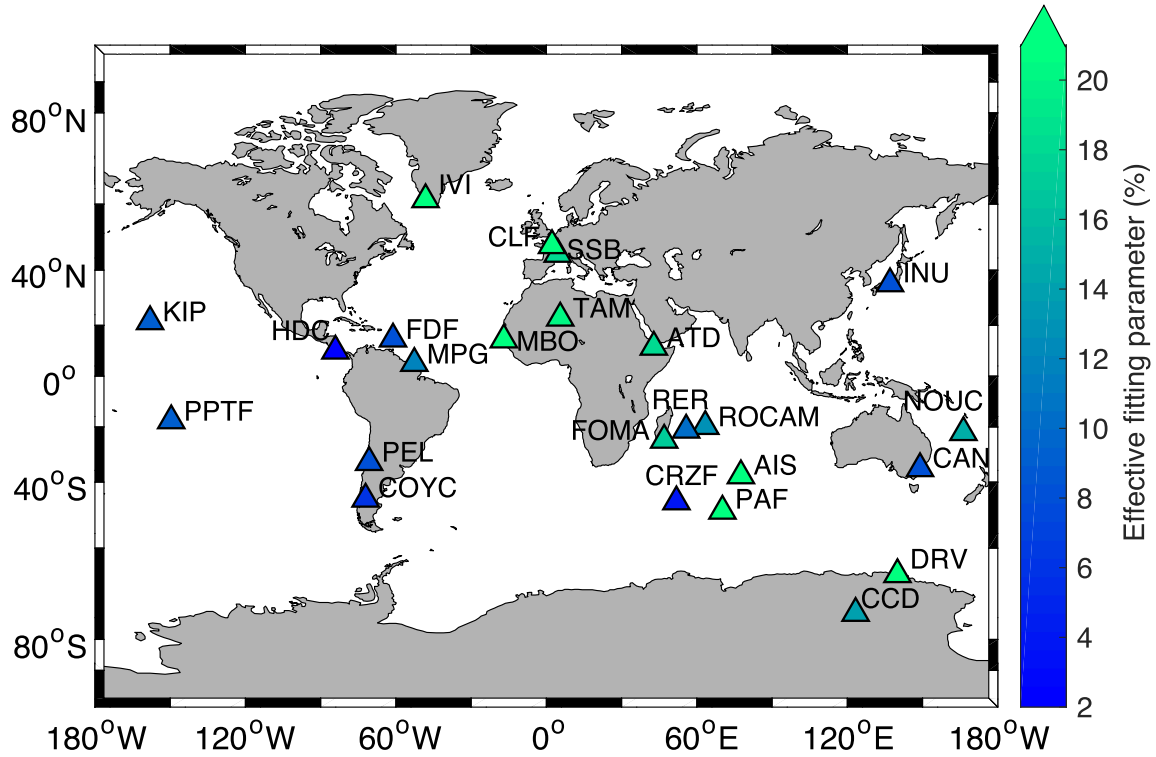 80°N
40°N
0°
40°S
80°S
180°W
120°W
60°W
0°
60°E
120°E
180°W
IVI
CLF
SSB
INU
KIP
HDC
FDF
MPG
TAM
MBO
ATD
PPTF
PEL
COYC
RER
ROCAM
FOMA
NOUC
CAN
CRZF
AIS
PAF
DRV
CCD
20
18
16
14
12
10
8
6
4
2
Effective fitting parameter (%)